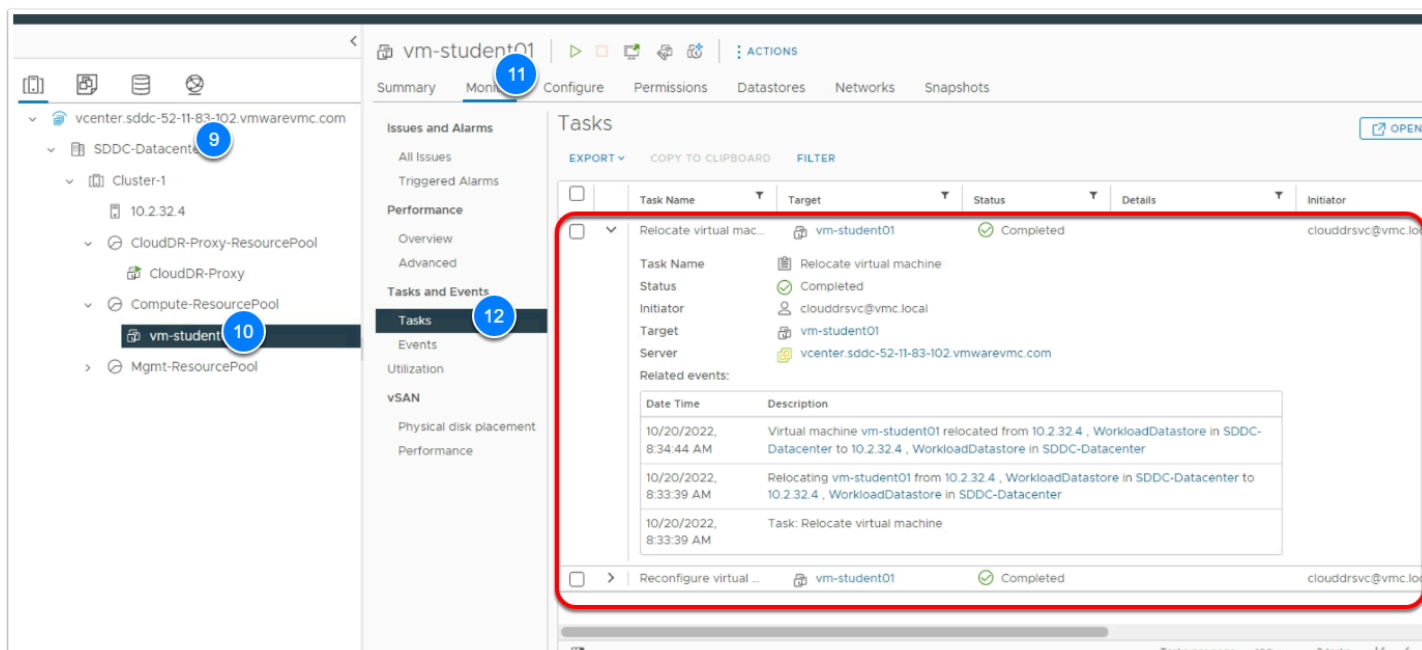 vm-student01
ACTIONS
11
Summary
Configure
Permissions
Datastores
Networks
Snapshots
vcenter.sddc-52-11-83-102.vmwarevmc.com
9
SDDC-Datacente
Cluster-1
10.2.32.4
CloudDR-Proxy-ResourcePool
CloudDR-Proxy
Compute-ResourcePool
vm-student
10
Mgmt-ResourcePool
Issues and Alarms
All Issues
Triggered Alarms
Performance
Overview
Advanced
Tasks and Events
Tasks
12
Events
Utilization
vSAN
Physical disk placement
Performance
Tasks
OPEN
EXPORT COPY TO CLIPBOARD FILTER
Task Name Target Status Details Initiator
Relocate virtual mac... vm-student01 Completed clouddrsvc@vmc.loc
Task Name Relocate virtual machine
Status Completed
Initiator clouddrsvc@vmc.local
Target vm-student01
Server vcenter.sddc-52-11-83-102.vmwarevmc.com
Related events:
Date Time Description
10/20/2022, Virtual machine vm-student01 relocated from 10.2.32.4 , WorkloadDatastore in SDDC-
8:34:44 AM Datacenter to 10.2.32.4 , WorkloadDatastore in SDDC-Datacenter
10/20/2022, Relocating vm-student01 from 10.2.32.4 , WorkloadDatastore in SDDC-Datacenter to
8:33:39 AM 10.2.32.4 , WorkloadDatastore in SDDC-Datacenter
10/20/2022, Task: Relocate virtual machine
8:33:39 AM
Reconfigure virtual ... vm-student01 Completed clouddrsvc@vmc.loc